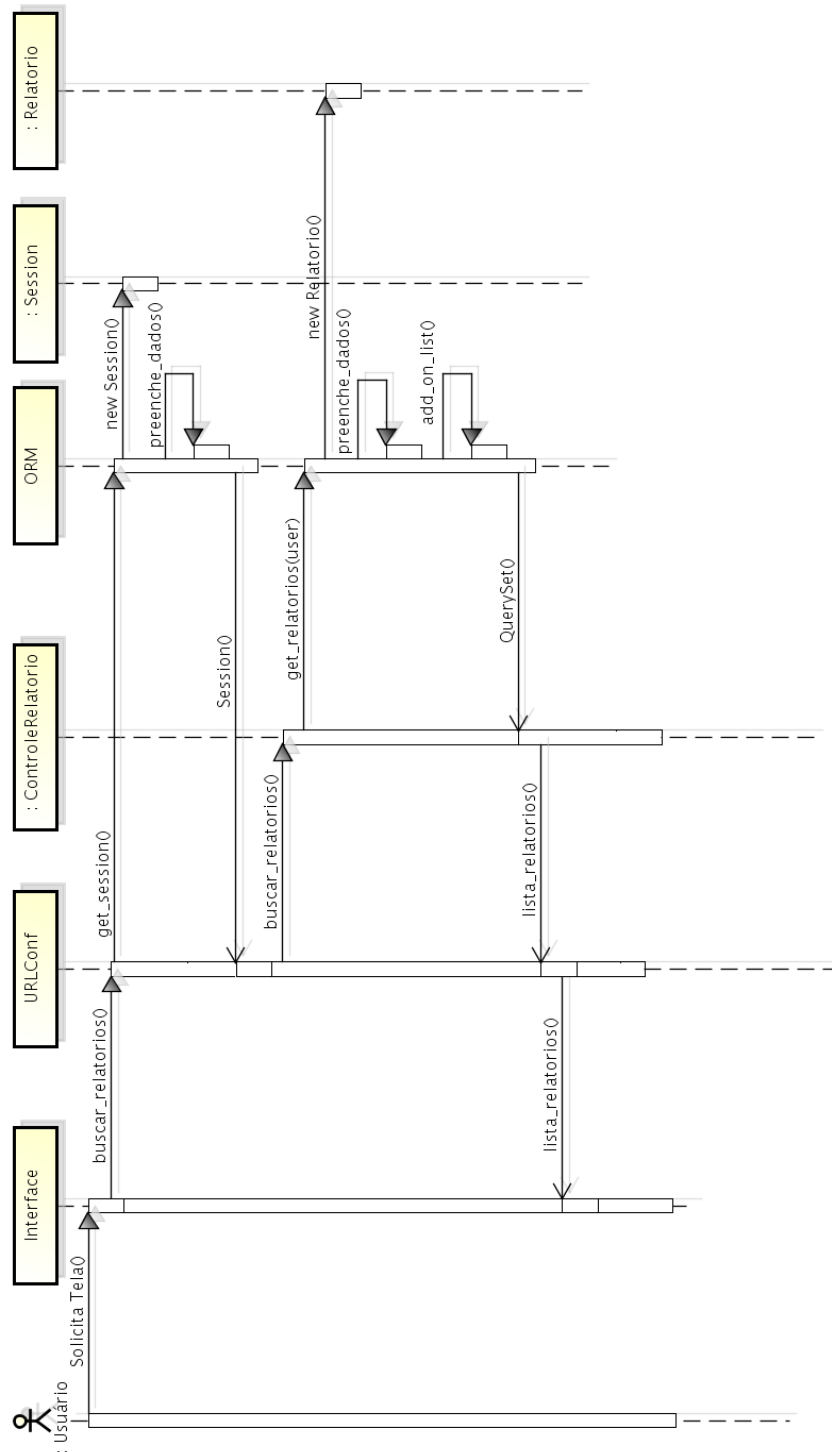 : Usuário
Interface
URLConf
: ControleRelatorio
ORM
: Session
: Relatorio
Solicita Tela()
buscar_relatorios()
get_session()
new Session()
preenche_dados()
Session()
buscar_relatorios()
get_relatorios(user)
new Relatorio()
preenche_dados()
add_on_list()
QuerySet()
lista_relatorios()
lista_relatorios()